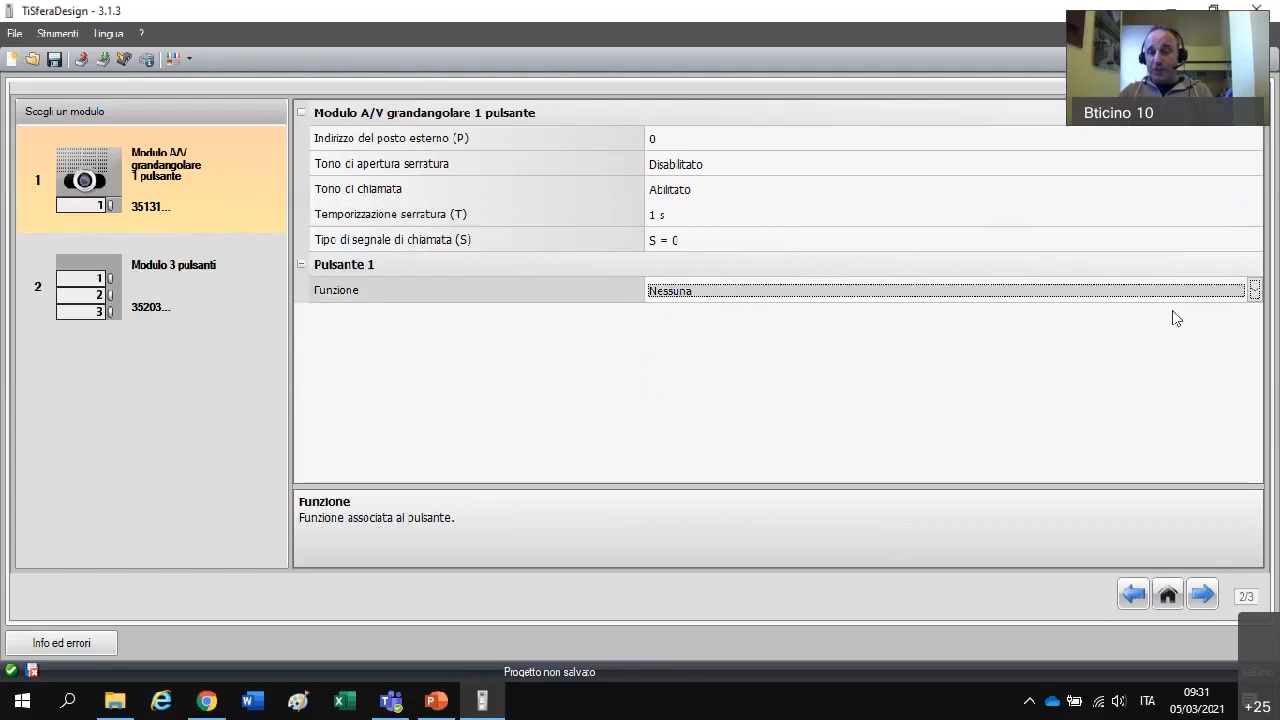 TiSferaDesign - 3.1.3
File Strumenti Lingua ?
Bticino 10
Scegli un modulo
1
Modulo A/V
grandangolare
1 pulsante
35131...
1
2
Modulo 3 pulsanti
35203...
1
2
3
Modulo A/V grandangolare 1 pulsante
Indirizzo del posto esterno (P) 0
Tono di apertura serratura Disabilitato
Tono di chiamata Abilitato
Temporizzazione serratura (T) 1 s
Tipo di segnale di chiamata (S) S = 0
Pulsante 1
Funzione Nessuna
Funzione
Funzione associata al pulsante.
2/3
Info ed errori
Progetto non salvato
Italiano
ITA
09:31
05/03/2021
+25